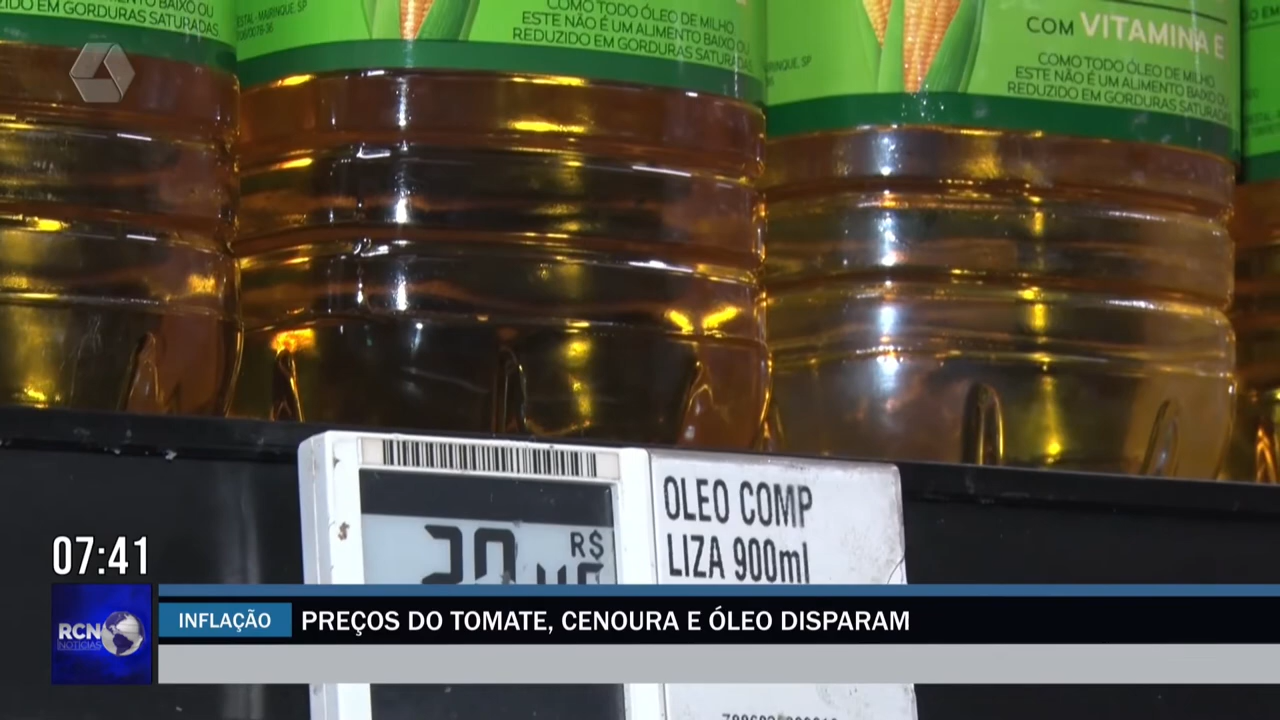 COMO TODO ÓLEO DE MILHO
ESTE NÃO É UM ALIMENTO BAIXO OU
REDUZIDO EM GORDURAS SATURADAS
COM VITAMINA E
COMO TODO ÓLEO DE MILHO,
ESTE NÃO É UM ALIMENTO BAIXO OU
REDUZIDO EM GORDURAS SATURADAS
R$
OLEO COMP
LIZA 900ml
07:41
RCN
NOTÍCIAS
INFLAÇÃO
PREÇOS DO TOMATE, CENOURA E ÓLEO DISPARAM